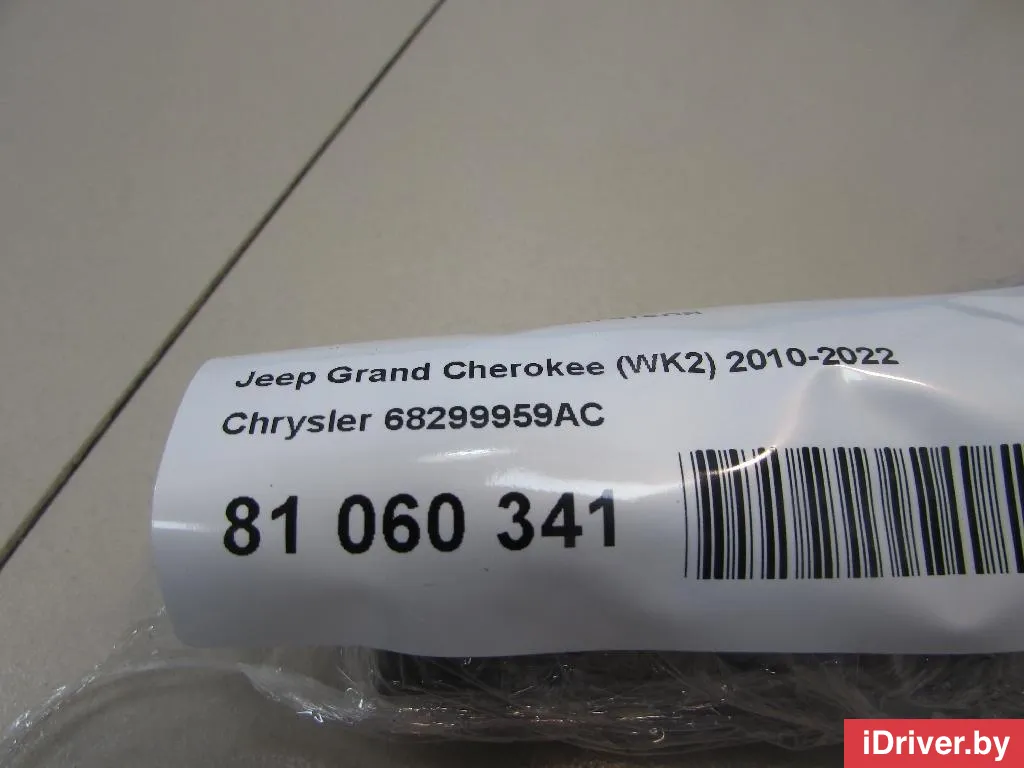 Jeep Grand Cherokee (WK2) 2010-2022
Chrysler 68299959AC
81 060 341
iDriver.by